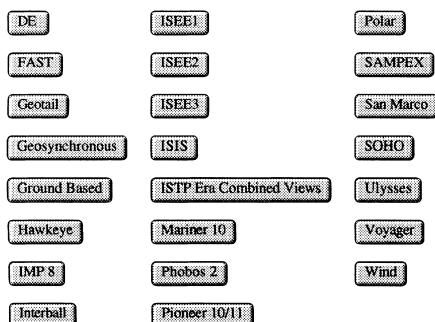 DE
FAST
Geotail
Geosynchronous
Ground Based
Hawkeye
IMP 8
Interball
ISEE1
ISEE2
ISEE3
ISIS
ISTP Era Combined Views
Mariner 10
Phobos 2
Pioneer 10/11
Polar
SAMPEX
San Marco
SOHO
Ulysses
Voyager
Wind